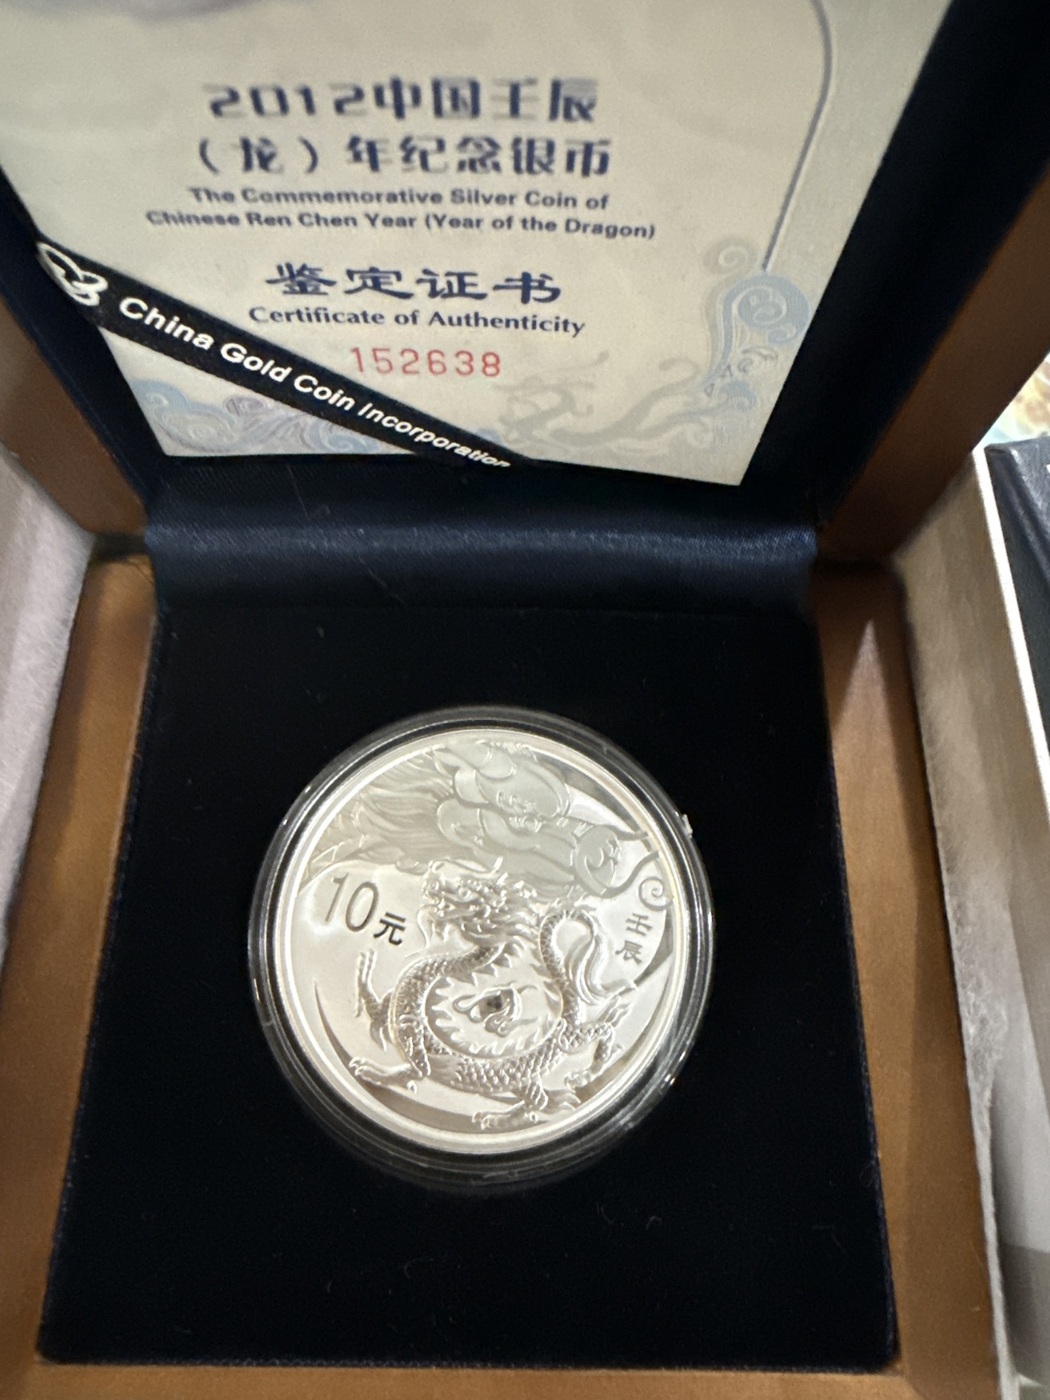 2012中国壬辰
（龙）年纪念银币
The Commemorative Silver Coin of
Chinese Ren Chen Year (Year of the Dragon)
鉴定证书
Certificate of Authenticity
152638
China Gold Coin Incorporation
10元
壬辰